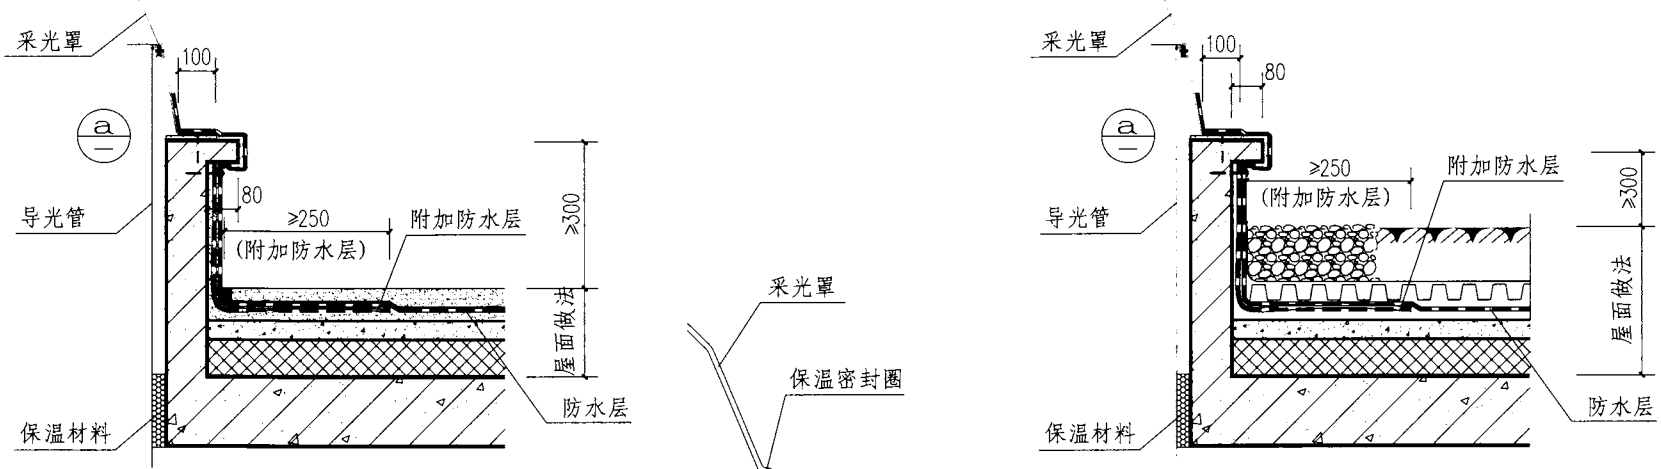 采光罩
100
a
80
≥300
导光管
≥250
附加防水层
(附加防水层)
屋面做法
防水层
保温材料
采光罩
保温密封圈
采光罩
100
80
a
≥250
附加防水层
(附加防水层)
≥300
导光管
屋面做法
防水层
保温材料